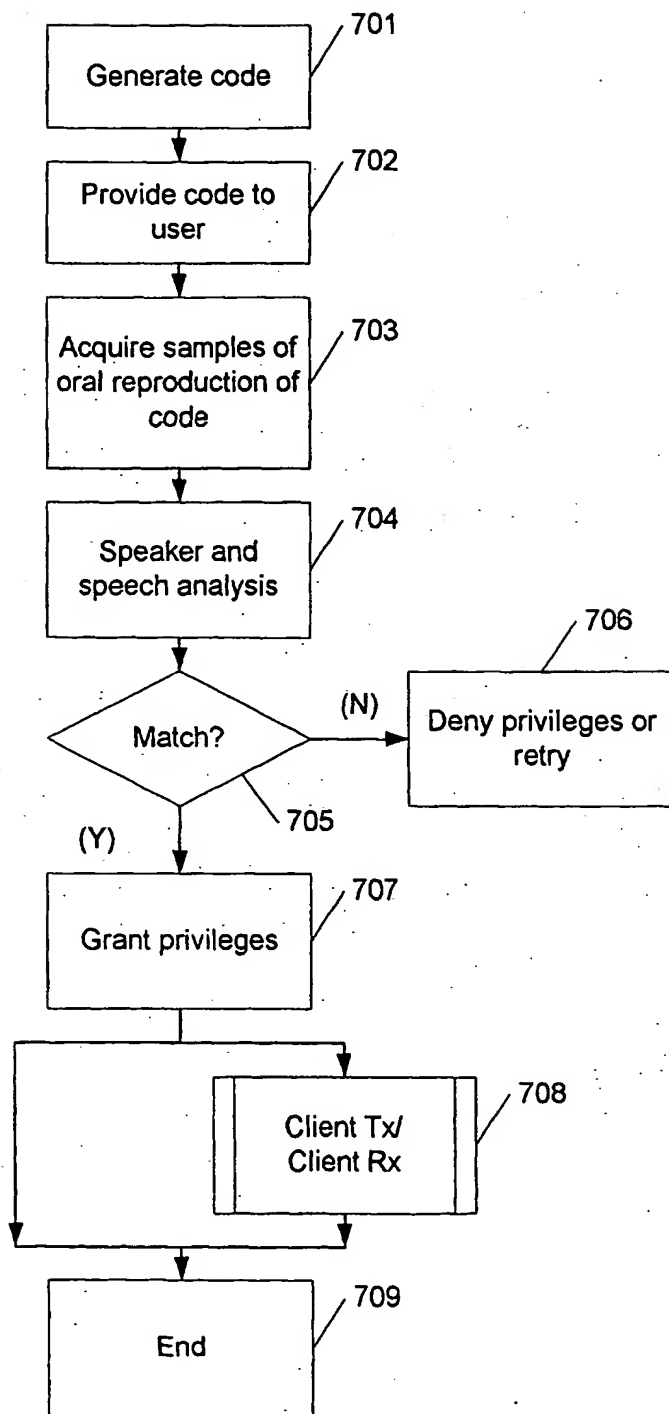 701
Generate code
702
Provide code to
user
703
Acquire samples of
oral reproduction of
code
704
Speaker and
speech analysis
706
(N)
Deny privileges or
retry
Match?
705
(Y)
707
Grant privileges
708
Client Tx/
Client Rx
709
End